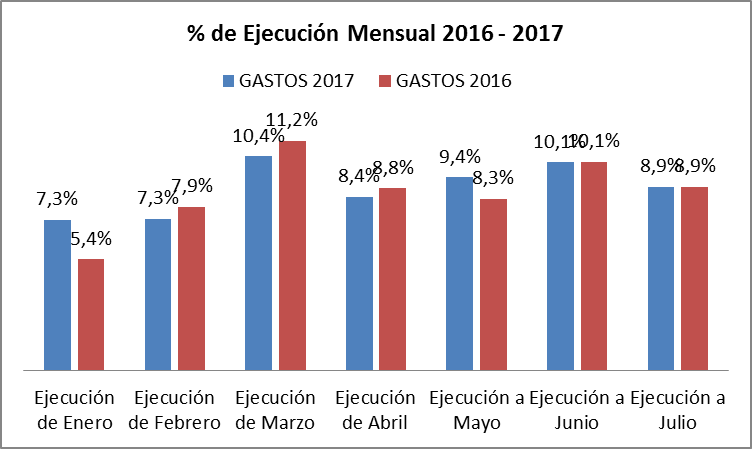 % de Ejecución Mensual 2016 - 2017
GASTOS 2017 GASTOS 2016
7,3% 5,4% 7,3% 7,9% 10,4% 11,2% 8,4% 8,8% 9,4% 8,3% 10,1% 10,1% 8,9% 8,9%
Ejecución de Enero
Ejecución de Febrero
Ejecución de Marzo
Ejecución de Abril
Ejecución a Mayo
Ejecución a Junio
Ejecución a Julio